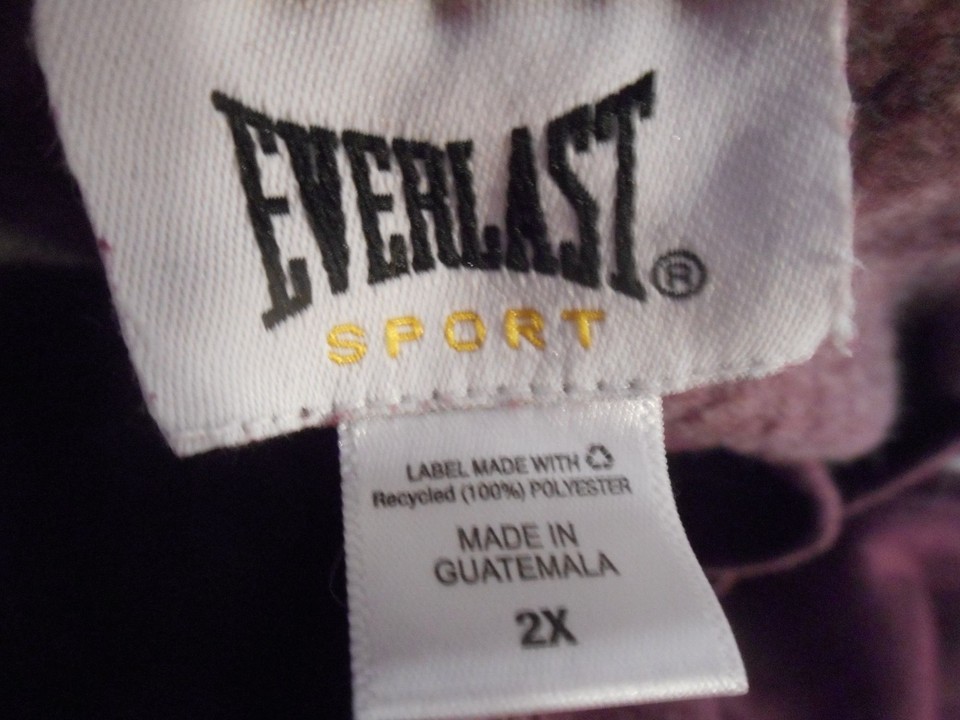 EVERLAST®
SPORT
LABEL MADE WITH ♻
Recycled (100%) POLYESTER
MADE IN
GUATEMALA
2X